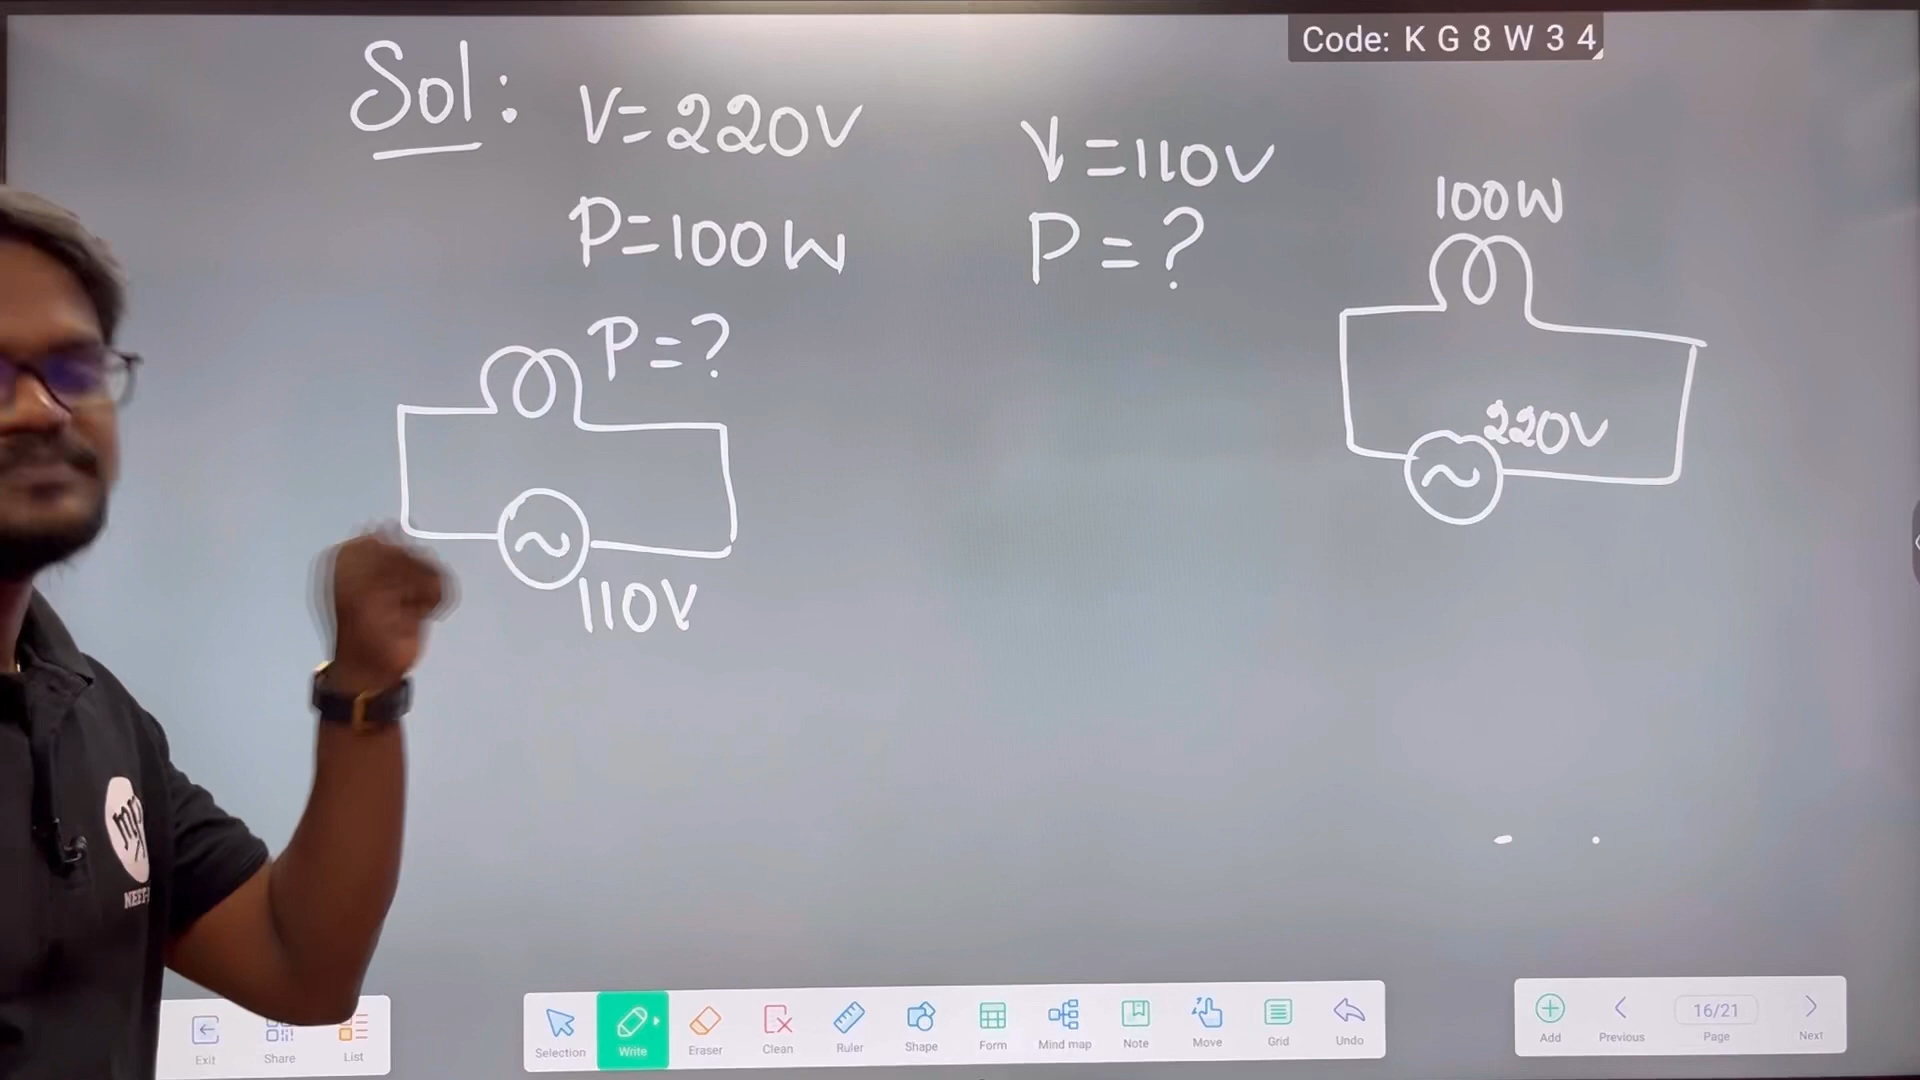 Code: K G 8 W 3 4
Sol: V=220V
P=100W
V=110V
P=?
100W
220V
P=?
110V
NEET
Exit
Share
List
Selection
Write
Eraser
Clean
Ruler
Shape
Form
Mind map
Note
Move
Grid
Undo
Add
Previous
16/21
Page
Next